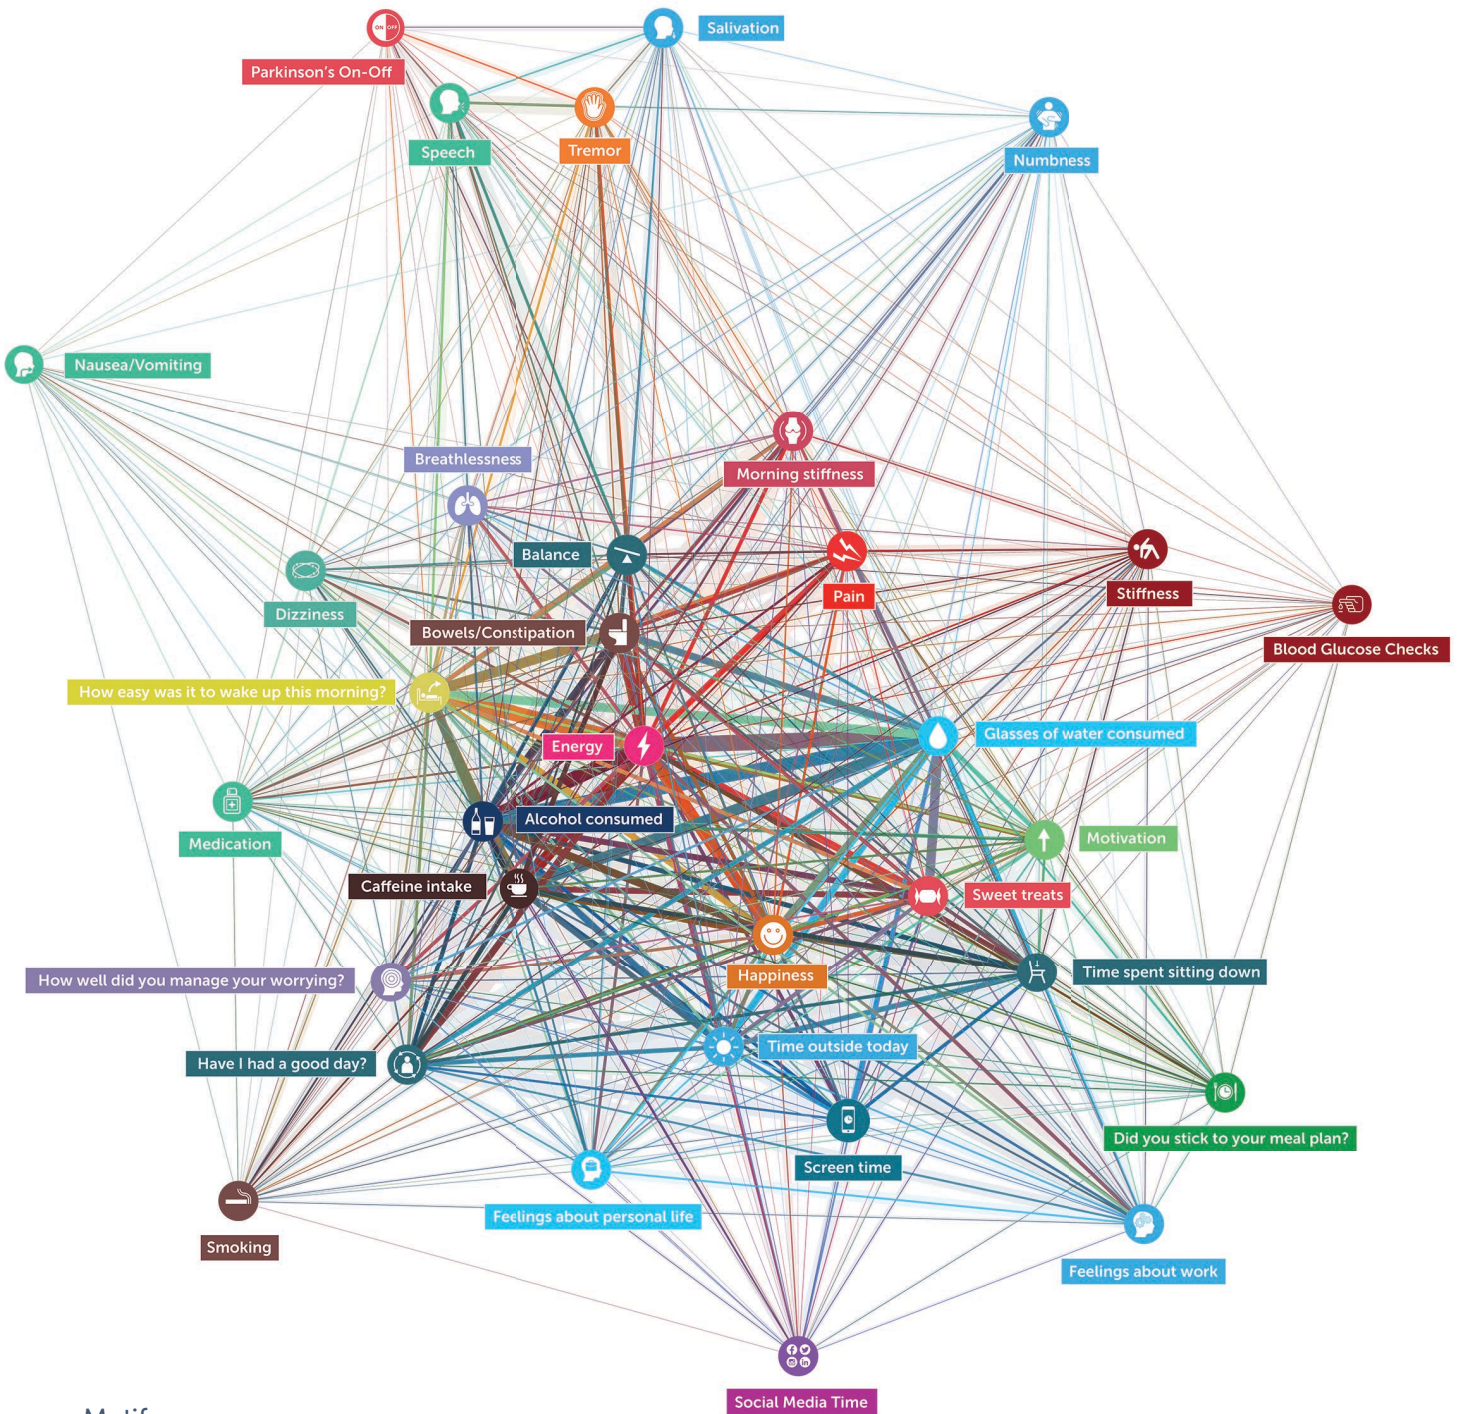 ON OFF
Salivation
Parkinson's On-Off
Speech
Tremor
Numbness
Nausea/Vomiting
Breathlessness
Morning stiffness
Balance
Pain
Stiffness
Dizziness
Bowels/Constipation
Blood Glucose Checks
How easy was it to wake up this morning?
Energy
Glasses of water consumed
Alcohol consumed
Medication
Motivation
Caffeine intake
Sweet treats
How well did you manage your worrying?
Happiness
Time spent sitting down
Time outside today
Have I had a good day?
Did you stick to your meal plan?
Screen time
Feelings about personal life
Smoking
Feelings about work
Social Media Time